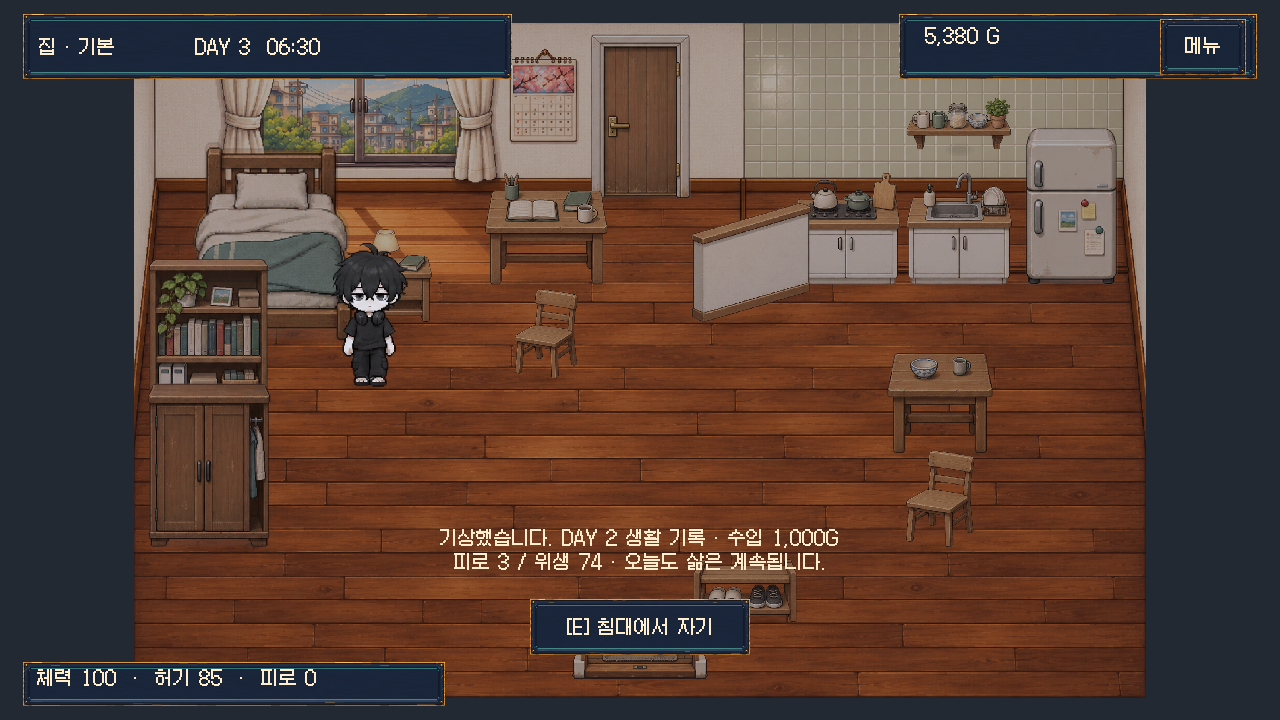 집 · 기본
DAY 3 06:30
5,380 G
메뉴
기상했습니다. DAY 2 생활 기록 · 수입 1,000G
피로 3 / 위생 74 · 오늘도 삶은 계속됩니다.
[E] 침대에서 자기
체력 100 · 허기 85 · 피로 0